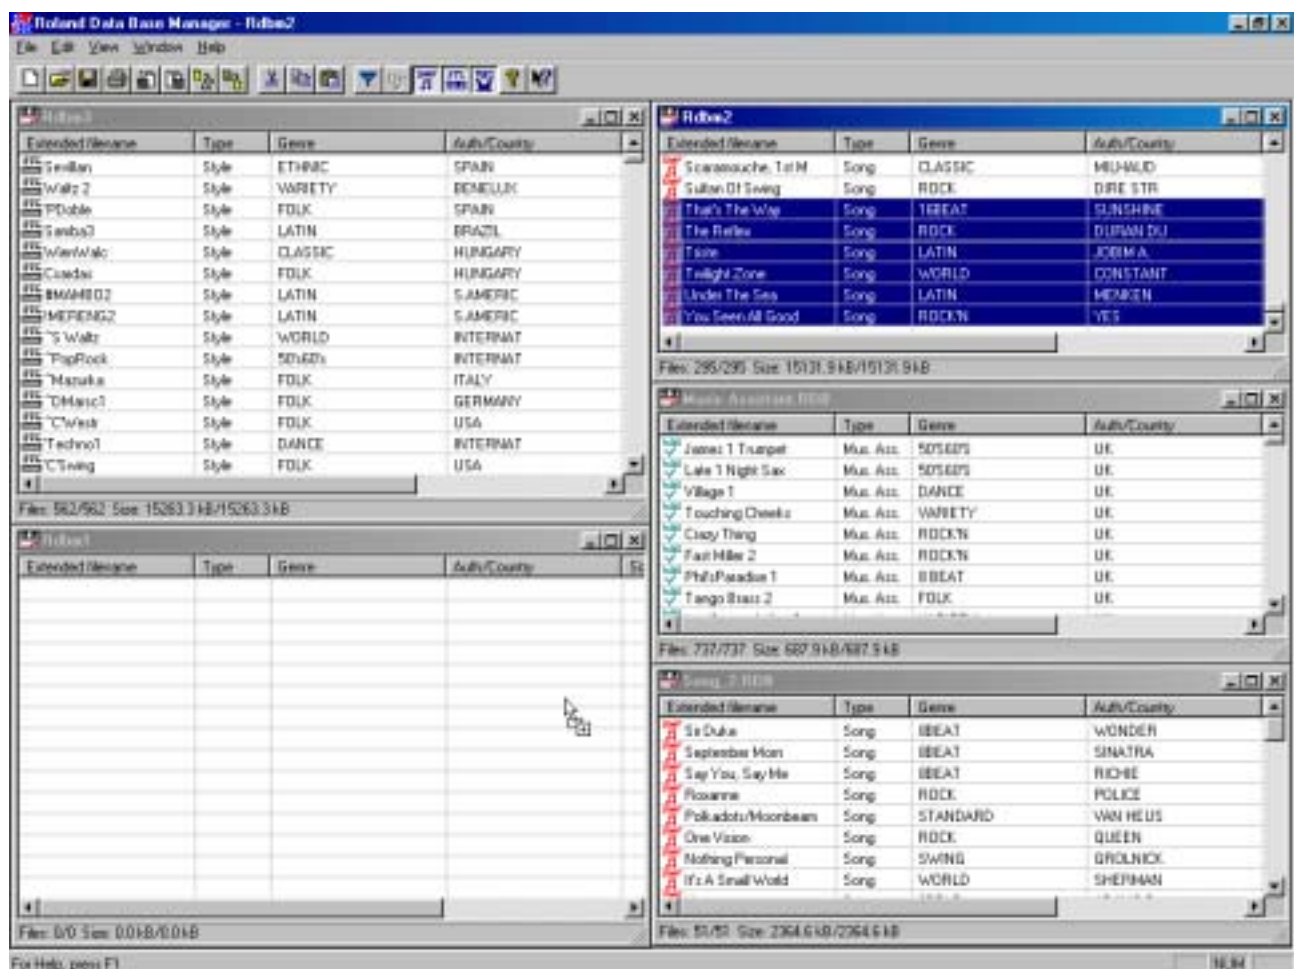 Roland Data Base Manager - Rdbm2
File Edit View Window Help
Rdbm3
Extended filename Type Genre Auth/Country
Sevillan Style ETHNIC SPAIN
Waltz 2 Style VARIETY BENELUX
'PDoble Style FOLK SPAIN
Samba3 Style LATIN BRAZIL
WienWalc Style CLASSIC HUNGARY
Csardas Style FOLK HUNGARY
Style LATIN S.AMERIC
Style LATIN S.AMERIC
~S Waltz Style WORLD INTERNAT
~PopRock Style 50's60's INTERNAT
~Mazurka Style FOLK ITALY
Style FOLK GERMANY
Style FOLK USA
Techno1 Style DANCE INTERNAT
C'Swing Style FOLK USA
Files: 562/562 Size: 15263.3 kB/15263.3 kB
Rdbm1
Extended filename Type Genre Auth/Country
Files: 0/0 Size: 0.0 kB/0.0 kB
Rdbm2
Extended filename Type Genre Auth/Country
Scaramouche, 1st M Song CLASSIC MILHAUD
Sultan Of Swing Song ROCK DIRE STR
That's The Way Song 16BEAT SUNSHINE
The Reflex Song ROCK DURAN DU
Triste Song LATIN JOBIM A.
Twilight Zone Song WORLD CONSTANT
Under The Sea Song LATIN MENKEN
You Seen All Good Song ROCK'N YES
Files: 295/295 Size: 15131.9 kB/15131.9 kB
Music Assistant.RDB
Extended filename Type Genre Auth/Country
James 1 Trumpet Mus. Ass. 50'S60'S UK
Late 1 Night Sax Mus. Ass. 50'S60'S UK
Village 1 Mus. Ass. DANCE UK
Touching Cheeks Mus. Ass. VARIETY UK
Crazy Thing Mus. Ass. ROCK'N UK
Fast Miller 2 Mus. Ass. ROCK'N UK
Phil'sParadise 1 Mus. Ass. 8 BEAT UK
Tango Brass 2 Mus. Ass. FOLK UK
Files: 737/737 Size: 687.9 kB/687.9 kB
Song_2.RDB
Extended filename Type Genre Auth/Country
Sir Duke Song 8BEAT WONDER
September Morn Song 8BEAT SINATRA
Say You, Say Me Song 8BEAT RICHIE
Roxanne Song ROCK POLICE
Polkadots/Moonbeam Song STANDARD VAN HEUS
One Vision Song ROCK QUEEN
Nothing Personal Song SWING GROLNICK
It's A Small World Song WORLD SHERMAN
Files: 51/51 Size: 2364.6 kB/2364.6 kB
For Help, press F1